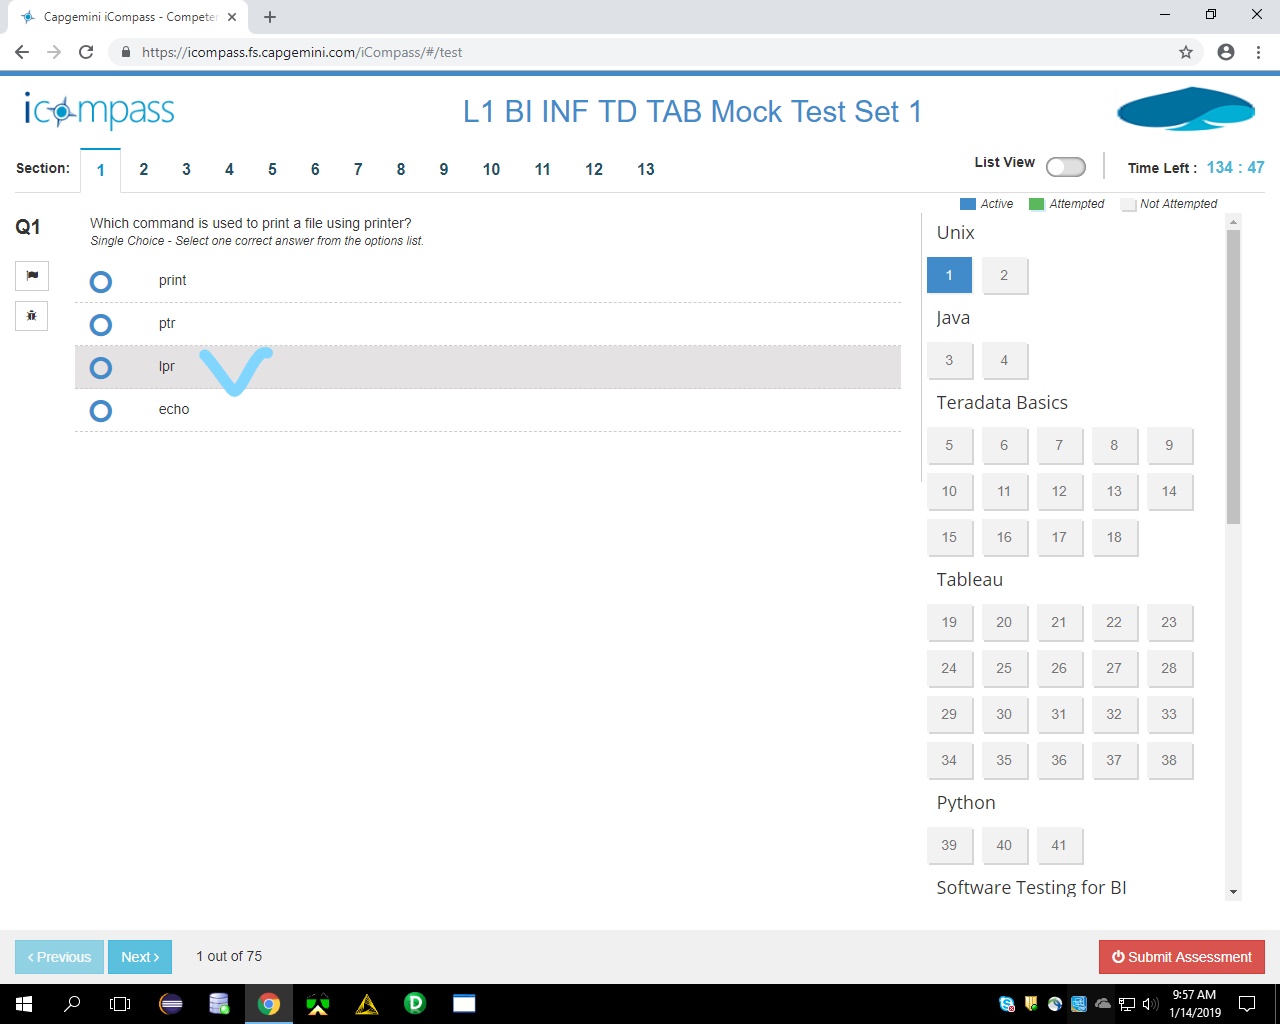 Capgemini iCompass - Compete
https://icompass.fs.capgemini.com/iCompass/#/test
icompass
L1 BI INF TD TAB Mock Test Set 1
Section: 1 2 3 4 5 6 7 8 9 10 11 12 13
List View
Time Left : 134 : 47
Active Attempted Not Attempted
Q1
Which command is used to print a file using printer?
Single Choice - Select one correct answer from the options list.
print
ptr
lpr
echo
Unix
1 2
Java
3 4
Teradata Basics
5 6 7 8 9
10 11 12 13 14
15 16 17 18
Tableau
19 20 21 22 23
24 25 26 27 28
29 30 31 32 33
34 35 36 37 38
Python
39 40 41
Software Testing for BI
Previous
Next
1 out of 75
Submit Assessment
9:57 AM
1/14/2019